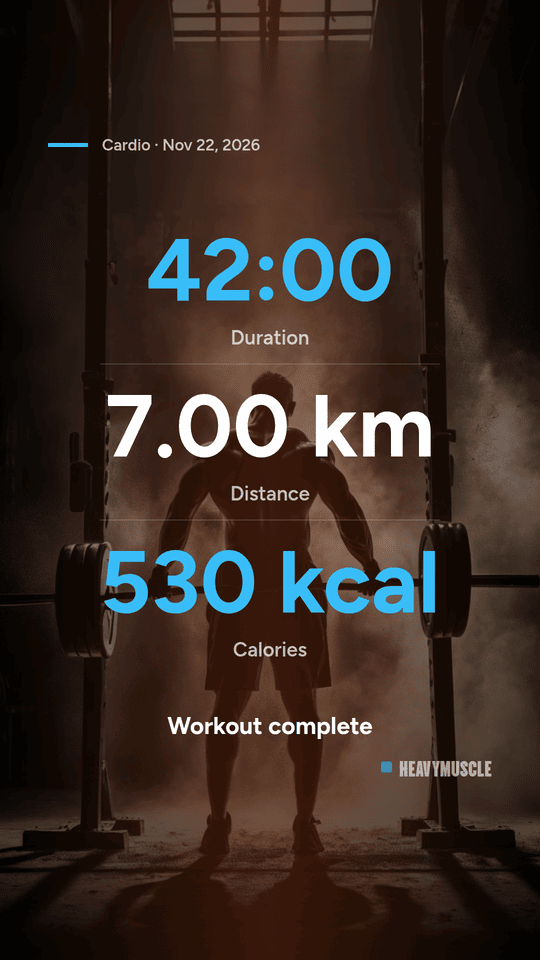 Cardio · Nov 22, 2026
42:00
Duration
7.00 km
Distance
530 kcal
Calories
Workout complete
HEAVYMUSCLE